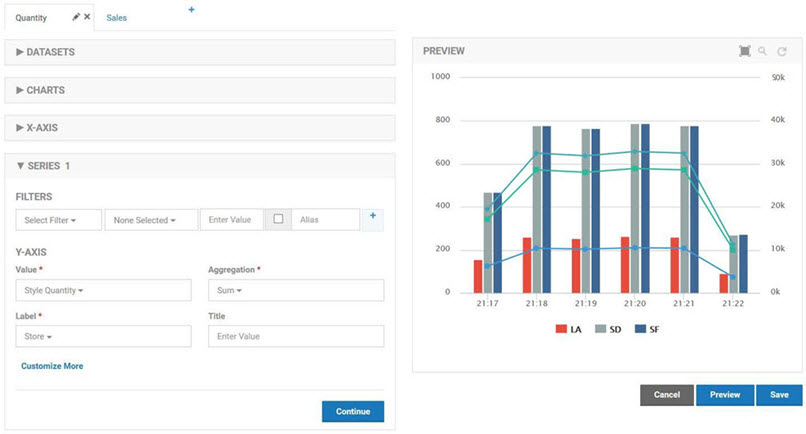 Quantity
Sales
+
DATASETS
CHARTS
X-AXIS
SERIES 1
FILTERS
Select Filter
None Selected
Enter Value
Alias
+
Y-AXIS
Value *
Aggregation *
Style Quantity
Sum
Label *
Title
Store
Enter Value
Customize More
Continue
PREVIEW
1000
50k
800
40k
600
30k
400
20k
200
10k
0
0k
21:17 21:18 21:19 21:20 21:21 21:22
LA SD SF
Cancel
Preview
Save